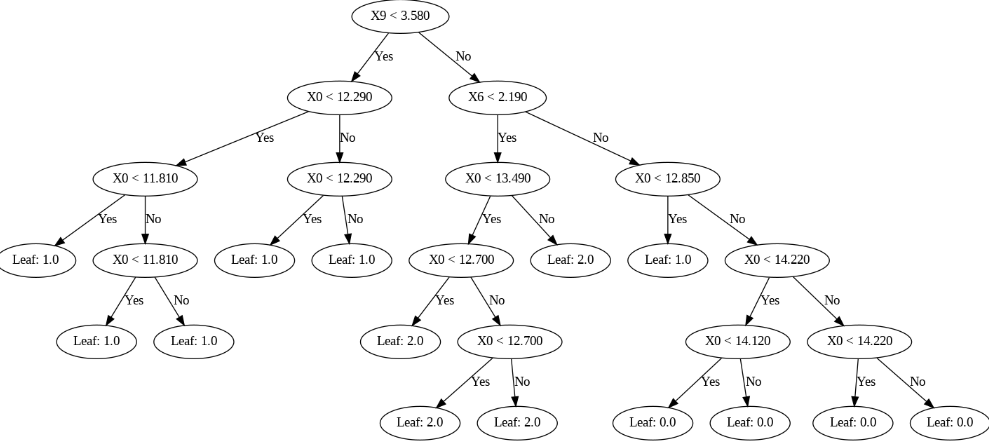 X9 < 3.580
Yes
No
X0 < 12.290
X6 < 2.190
Yes
No
Yes
No
X0 < 11.810
X0 < 12.290
X0 < 13.490
X0 < 12.850
Yes
No
Yes
No
Yes
No
Yes
No
Leaf: 1.0
X0 < 11.810
Leaf: 1.0
Leaf: 1.0
X0 < 12.700
Leaf: 2.0
Leaf: 1.0
X0 < 14.220
Yes
No
Yes
No
Yes
No
Leaf: 1.0
Leaf: 1.0
Leaf: 2.0
X0 < 12.700
X0 < 14.120
X0 < 14.220
Yes
No
Yes
No
Yes
No
Leaf: 2.0
Leaf: 2.0
Leaf: 0.0
Leaf: 0.0
Leaf: 0.0
Leaf: 0.0